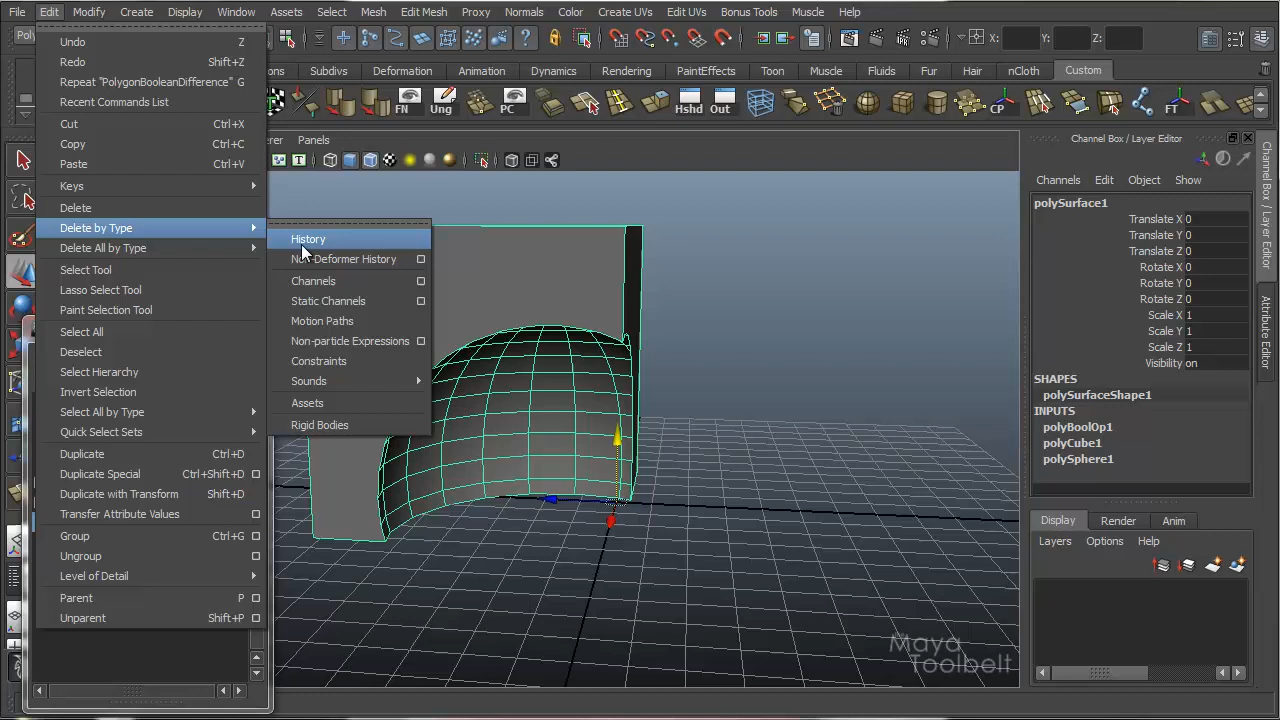 File Edit Modify Create Display Window Assets Select Mesh Edit Mesh Proxy Normals Color Create UVs Edit UVs Bonus Tools Muscle Help
X: Y: Z:
Subdivs Deformation Animation Dynamics Rendering PaintEffects Toon Muscle Fluids Fur Hair nCloth Custom
FN Ung PC Hshd Out CP FT
Panels
Undo Z
Redo Shift+Z
Repeat "PolygonBooleanDifference" G
Recent Commands List
Cut Ctrl+X
Copy Ctrl+C
Paste Ctrl+V
Keys
Delete
Delete by Type
Delete All by Type
Select Tool
Lasso Select Tool
Paint Selection Tool
Select All
Deselect
Select Hierarchy
Invert Selection
Select All by Type
Quick Select Sets
Duplicate Ctrl+D
Duplicate Special Ctrl+Shift+D
Duplicate with Transform Shift+D
Transfer Attribute Values
Group Ctrl+G
Ungroup
Level of Detail
Parent P
Unparent Shift+P
History
Non-Deformer History
Channels
Static Channels
Motion Paths
Non-particle Expressions
Constraints
Sounds
Assets
Rigid Bodies
Maya
Toolbelt
Channel Box / Layer Editor
Channels Edit Object Show
polySurface1
Translate X 0
Translate Y 0
Translate Z 0
Rotate X 0
Rotate Y 0
Rotate Z 0
Scale X 1
Scale Y 1
Scale Z 1
Visibility on
SHAPES
polySurfaceShape1
INPUTS
polyBoolOp1
polyCube1
polySphere1
Display Render Anim
Layers Options Help
Channel Box / Layer Editor
Attribute Editor